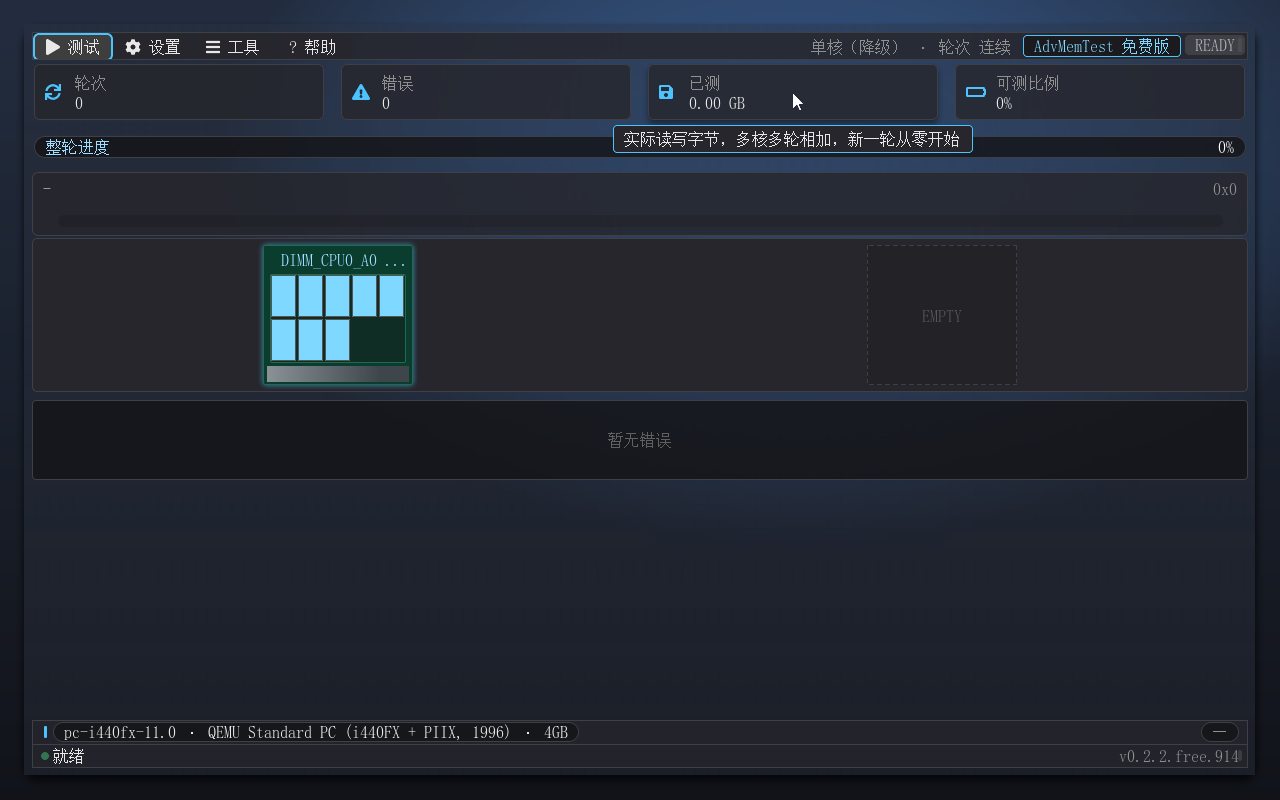 测试 设置 工具 ? 帮助 单核（降级） · 轮次 连续 AdvMemTest 免费版 READY
轮次
0
错误
0
已测
0.00 GB
可测比例
0%
实际读写字节，多核多轮相加，新一轮从零开始
整轮进度 0%
— 0x0
DIMM_CPU0_A0 ...
EMPTY
暂无错误
pc-i440fx-11.0 · QEMU Standard PC (i440FX + PIIX, 1996) · 4GB —
就绪 v0.2.2.free.914